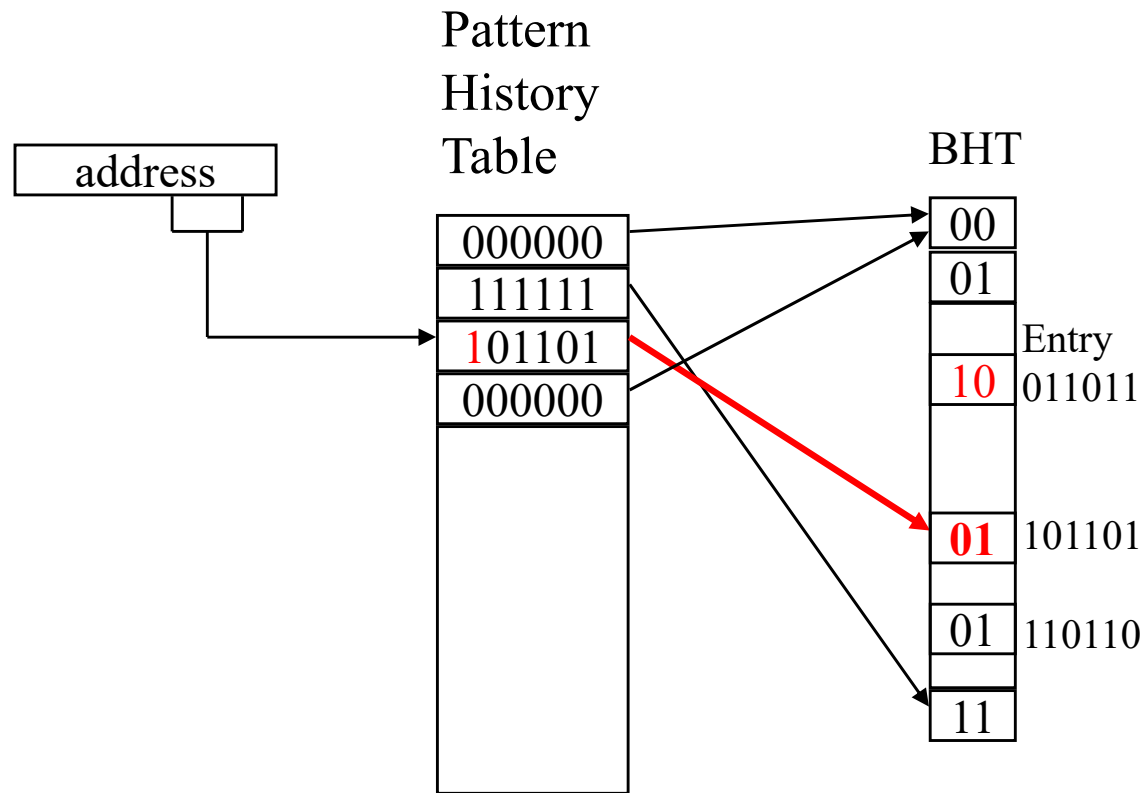 Pattern
History
Table
address
000000
111111
101101
000000
BHT
00
01
10
Entry
011011
01
101101
01
110110
11